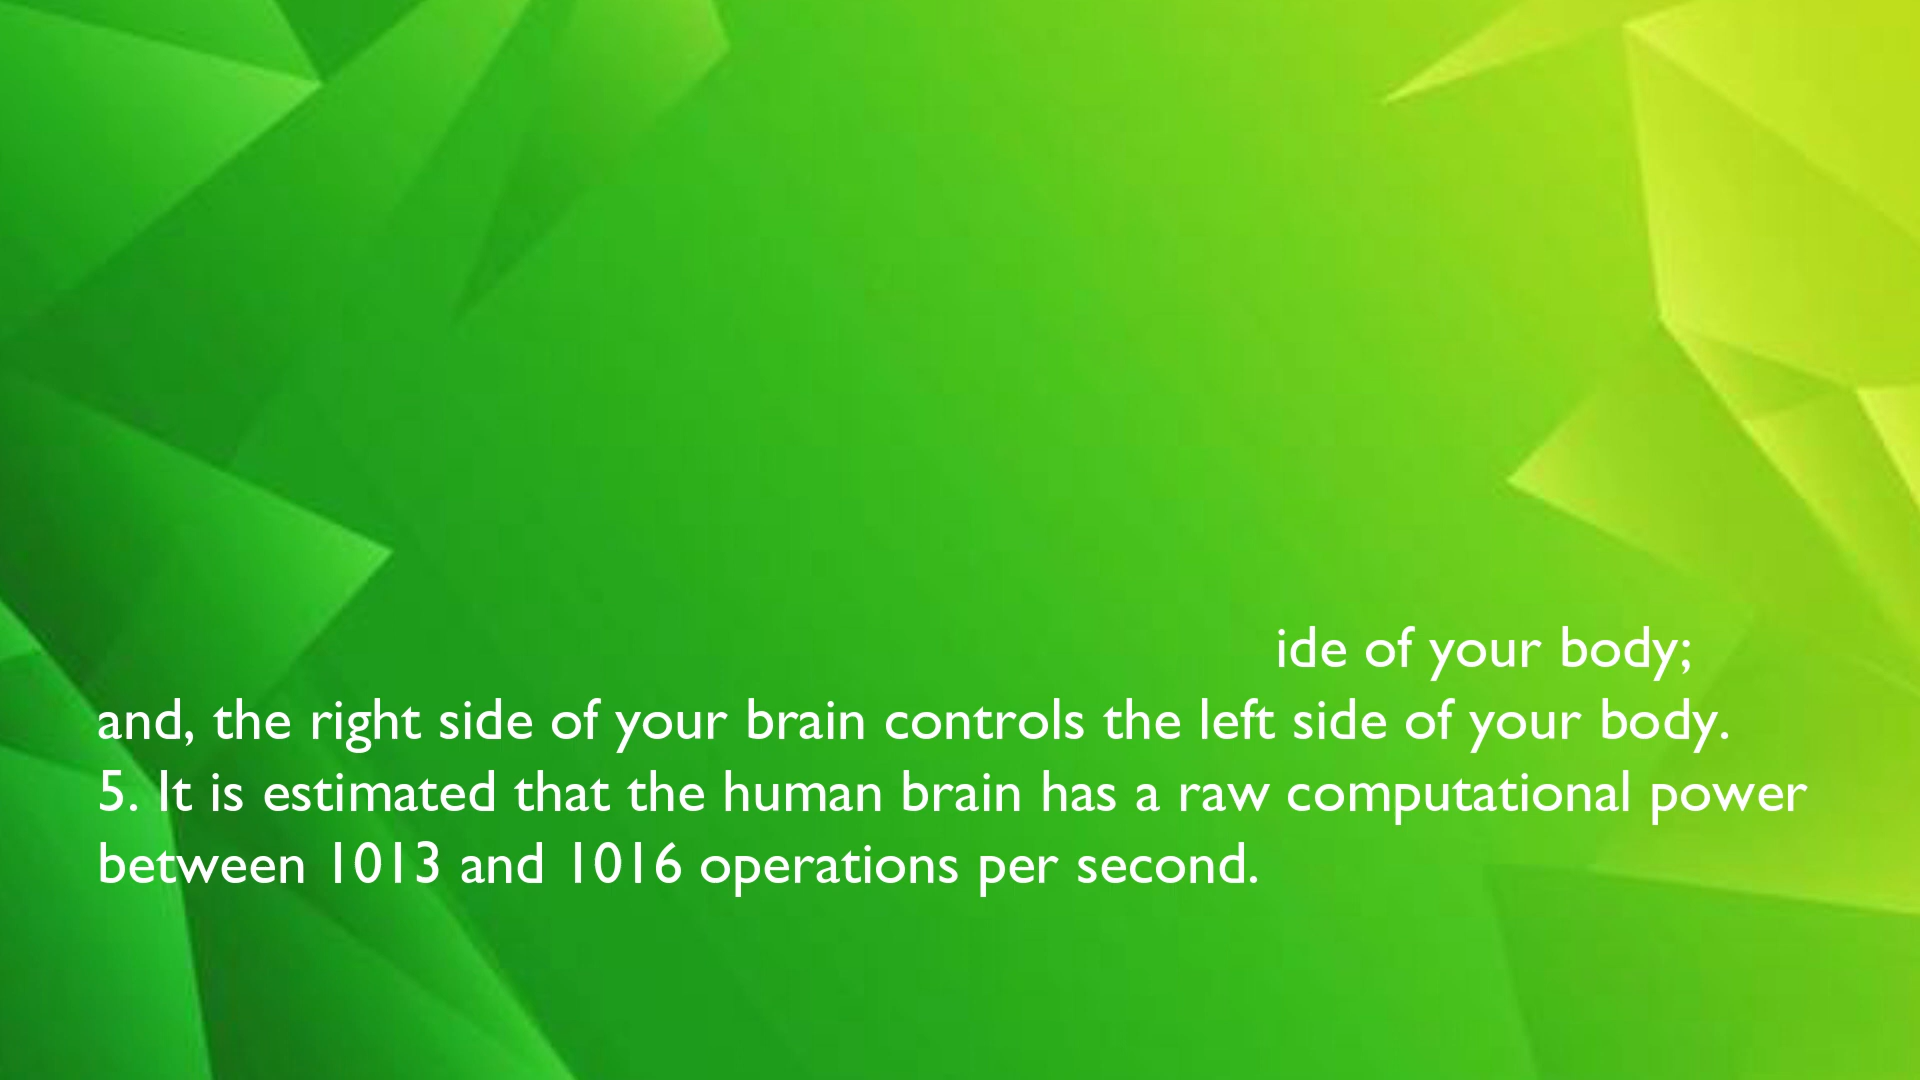 ide of your body;
and, the right side of your brain controls the left side of your body.
5. It is estimated that the human brain has a raw computational power
between 1013 and 1016 operations per second.